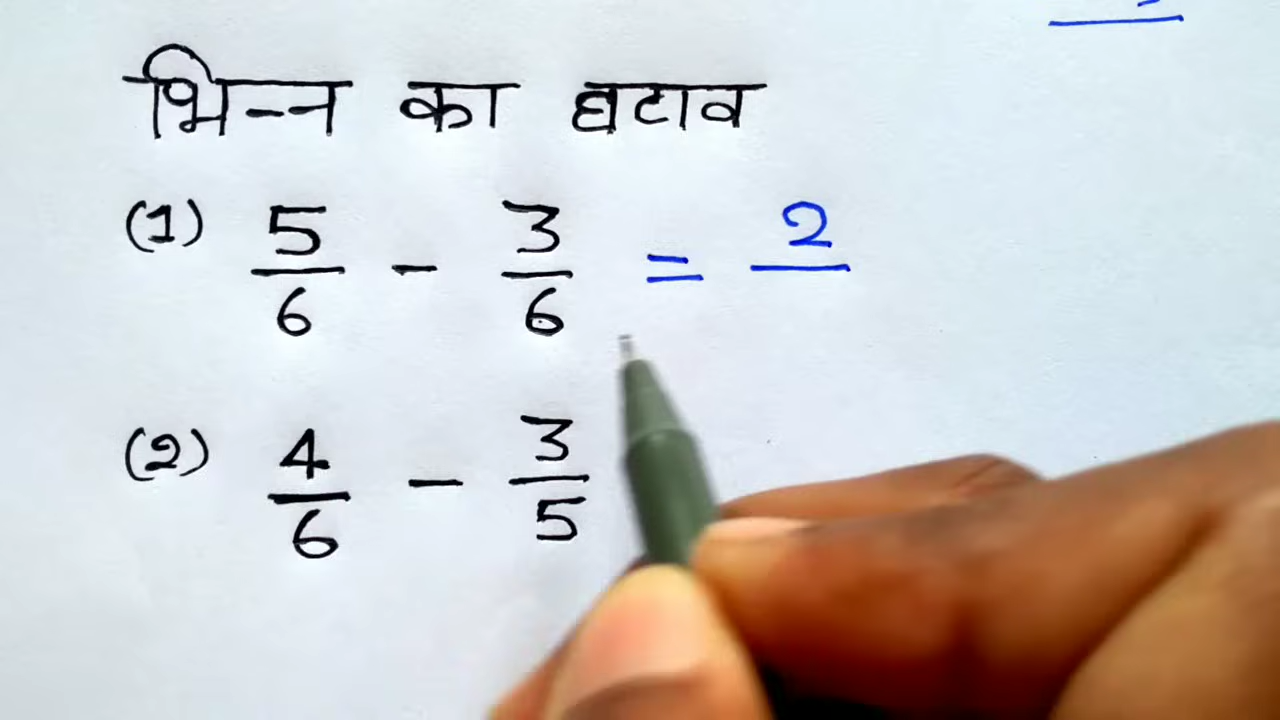 भिन्न का घटाव
(1) 5/6 - 3/6 = 2/
(2) 4/6 - 3/5